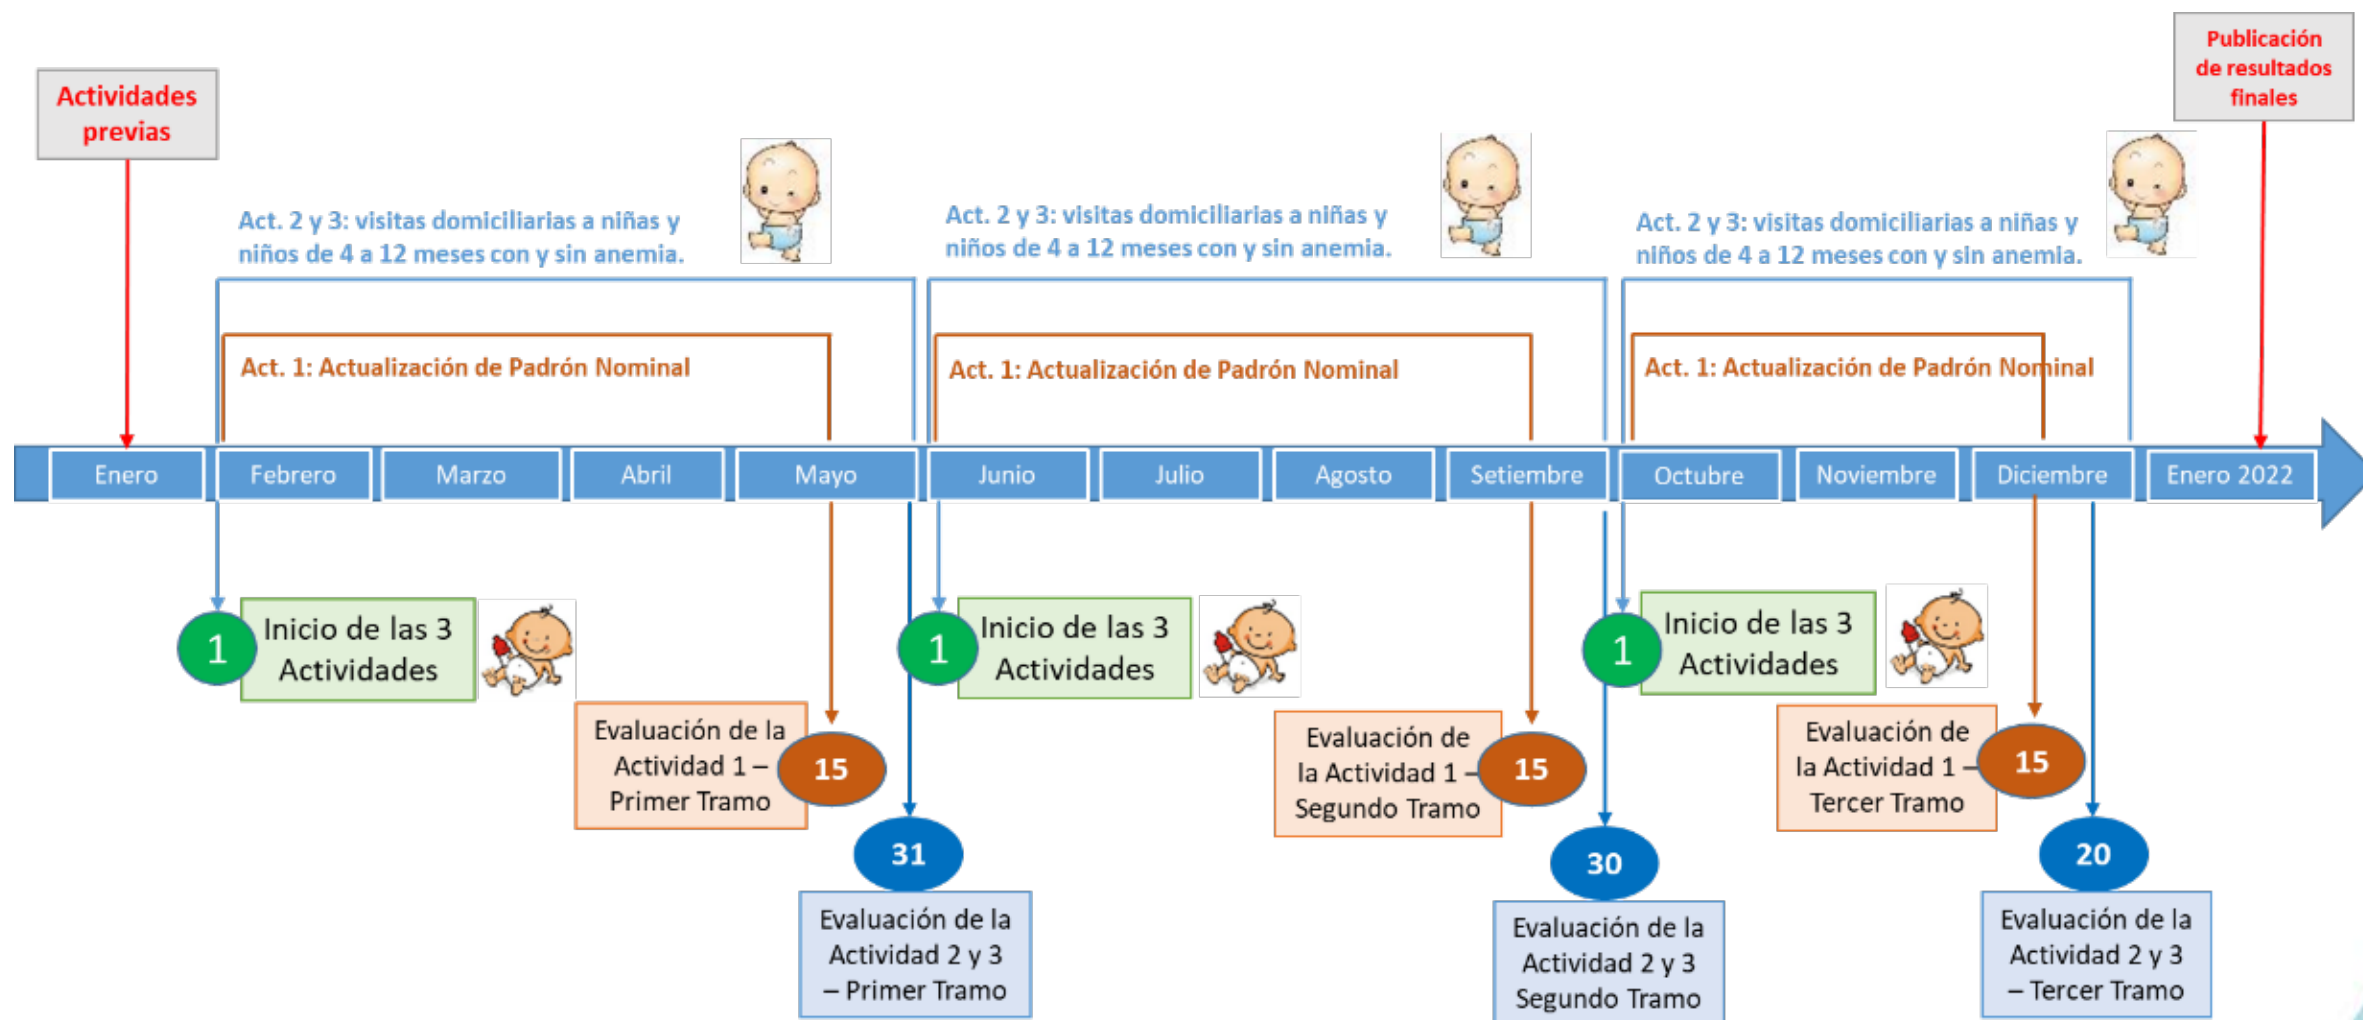 Publicación
de resultados
finales
Actividades
previas
Act. 2 y 3: visitas domiciliarias a niñas y
niños de 4 a 12 meses con y sin anemia.
Act. 2 y 3: visitas domiciliarias a niñas y
niños de 4 a 12 meses con y sin anemia.
Act. 2 y 3: visitas domiciliarias a niñas y
niños de 4 a 12 meses con y sin anemia.
Act. 1: Actualización de Padrón Nominal
Act. 1: Actualización de Padrón Nominal
Act. 1: Actualización de Padrón Nominal
Enero
Febrero
Marzo
Abril
Mayo
Junio
Julio
Agosto
Setiembre
Octubre
Noviembre
Diciembre
Enero 2022
1
Inicio de las 3
Actividades
1
Inicio de las 3
Actividades
1
Inicio de las 3
Actividades
Evaluación de la
Actividad 1 –
Primer Tramo
15
Evaluación de
la Actividad 1 –
Segundo Tramo
15
Evaluación de
la Actividad 1 –
Tercer Tramo
15
31
Evaluación de la
Actividad 2 y 3
– Primer Tramo
30
Evaluación de la
Actividad 2 y 3
Segundo Tramo
20
Evaluación de la
Actividad 2 y 3
– Tercer Tramo